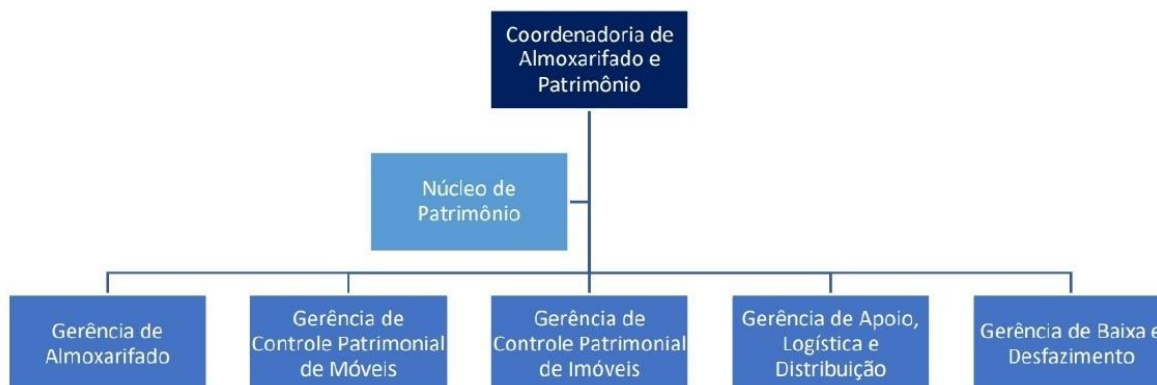 Coordenadoria de
Almoxarifado e
Patrimônio
Núcleo de
Patrimônio
Gerência de
Almoxarifado
Gerência de
Controle Patrimonial
de Móveis
Gerência de
Controle Patrimonial
de Imóveis
Gerência de Apoio,
Logística e
Distribuição
Gerência de Baixa e
Desfazimento